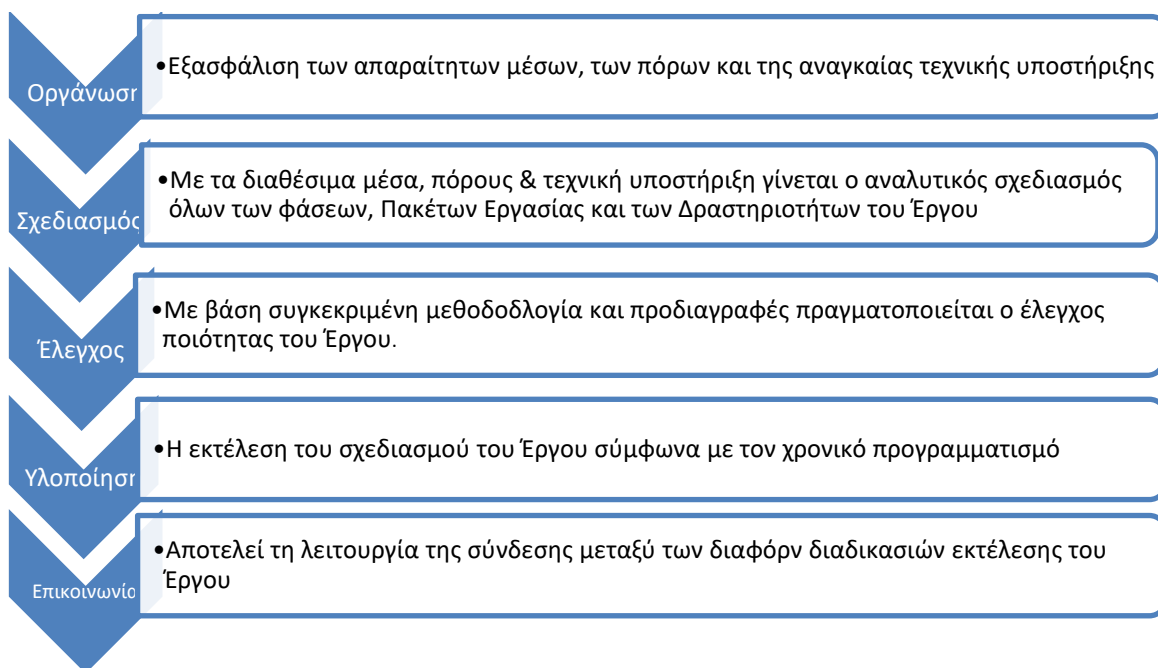 Οργάνωση
•Εξασφάλιση των απαραίτητων μέσων, των πόρων και της αναγκαίας τεχνικής υποστήριξης
Σχεδιασμός
•Με τα διαθέσιμα μέσα, πόρους & τεχνική υποστήριξη γίνεται ο αναλυτικός σχεδιασμός
όλων των φάσεων, Πακέτων Εργασίας και των Δραστηριοτήτων του Έργου
Έλεγχος
•Με βάση συγκεκριμένη μεθοδοδλογία και προδιαγραφές πραγματοποιείται ο έλεγχος
ποιότητας του Έργου.
Υλοποίηση
•Η εκτέλεση του σχεδιασμού του Έργου σύμφωνα με τον χρονικό προγραμματισμό
Επικοινωνία
•Αποτελεί τη λειτουργία της σύνδεσης μεταξύ των διαφόρν διαδικασιών εκτέλεσης του
Έργου